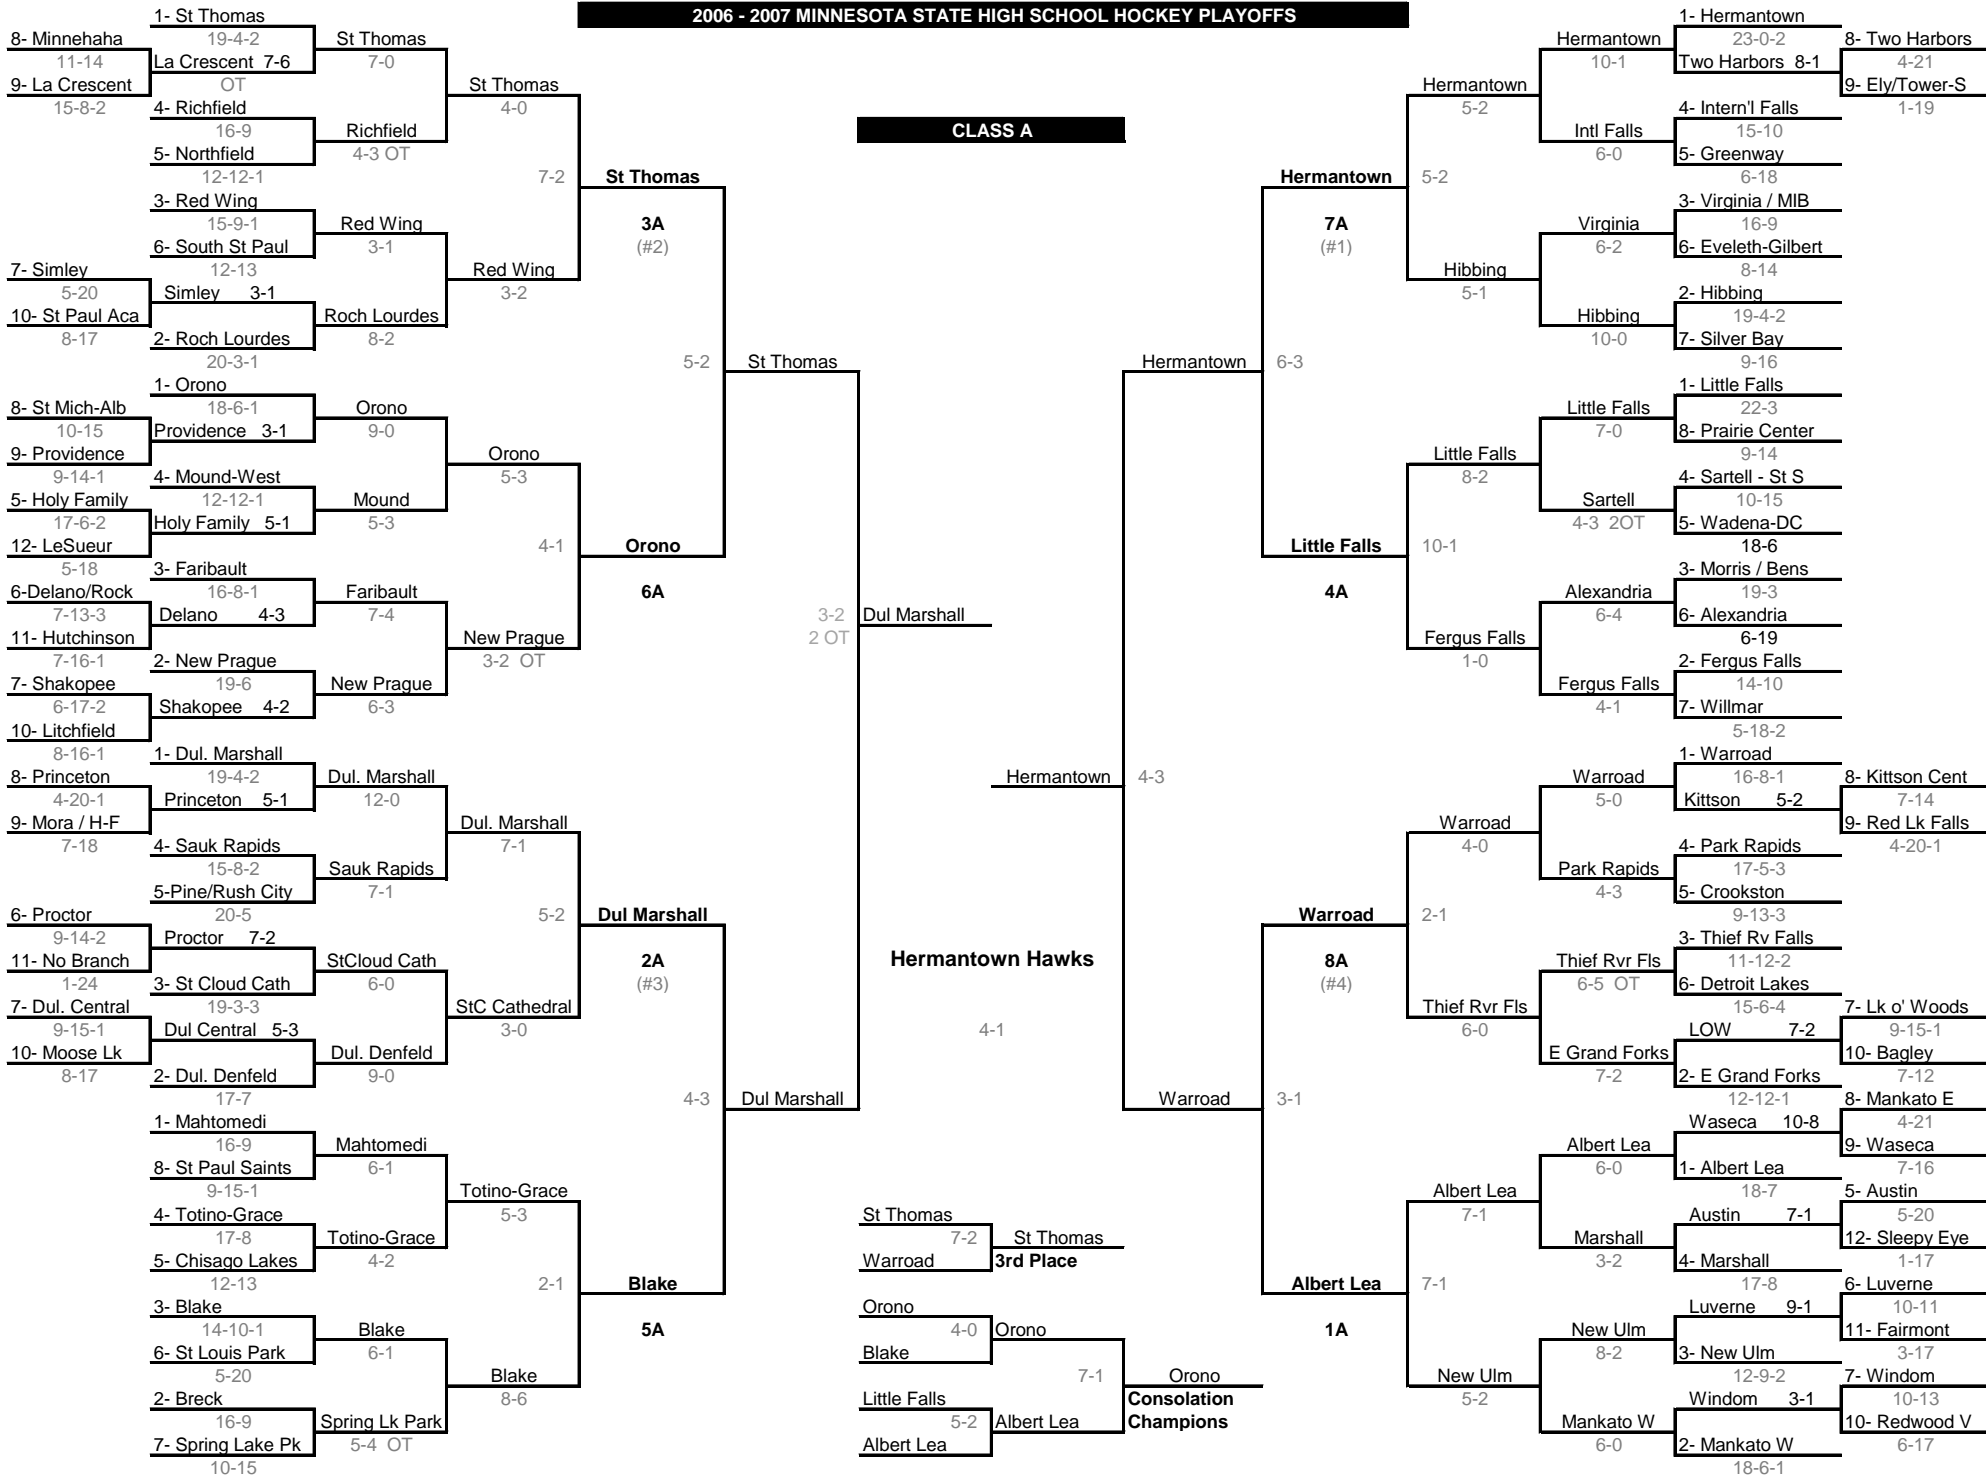 2006 - 2007 MINNESOTA STATE HIGH SCHOOL HOCKEY PLAYOFFS
CLASS A
8- Minnehaha
11-14
9- La Crescent
15-8-2
7- Simley
5-20
10- St Paul Aca
8-17
8- St Mich-Alb
10-15
9- Providence
9-14-1
5- Holy Family
17-6-2
12- LeSueur
5-18
6-Delano/Rock
7-13-3
11- Hutchinson
7-16-1
7- Shakopee
6-17-2
10- Litchfield
8-16-1
8- Princeton
4-20-1
9- Mora / H-F
7-18
6- Proctor
9-14-2
11- No Branch
1-24
7- Dul. Central
9-15-1
10- Moose Lk
8-17
1- St Thomas
19-4-2
La Crescent 7-6
OT
4- Richfield
16-9
5- Northfield
12-12-1
3- Red Wing
15-9-1
6- South St Paul
12-13
Simley 3-1
2- Roch Lourdes
20-3-1
1- Orono
18-6-1
Providence 3-1
4- Mound-West
12-12-1
Holy Family 5-1
3- Faribault
16-8-1
Delano 4-3
2- New Prague
19-6
Shakopee 4-2
1- Dul. Marshall
19-4-2
Princeton 5-1
4- Sauk Rapids
15-8-2
5-Pine/Rush City
20-5
Proctor 7-2
3- St Cloud Cath
19-3-3
Dul Central 5-3
2- Dul. Denfeld
17-7
1- Mahtomedi
16-9
8- St Paul Saints
9-15-1
4- Totino-Grace
17-8
5- Chisago Lakes
12-13
3- Blake
14-10-1
6- St Louis Park
5-20
2- Breck
16-9
7- Spring Lake Pk
10-15
St Thomas
7-0
Richfield
4-3 OT
Red Wing
3-1
Roch Lourdes
8-2
Orono
9-0
Mound
5-3
Faribault
7-4
New Prague
6-3
Dul. Marshall
12-0
Sauk Rapids
7-1
StCloud Cath
6-0
Dul. Denfeld
9-0
Mahtomedi
6-1
Totino-Grace
4-2
Blake
6-1
Spring Lk Park
5-4 OT
St Thomas
4-0
Red Wing
3-2
Orono
5-3
New Prague
3-2 OT
Dul. Marshall
7-1
StC Cathedral
3-0
Totino-Grace
5-3
Blake
8-6
7-2
St Thomas
3A
(#2)
4-1
Orono
6A
5-2
Dul Marshall
2A
(#3)
2-1
Blake
5A
5-2
St Thomas
4-3
Dul Marshall
3-2
2 OT
Dul Marshall
Hermantown
4-3
Hermantown Hawks
4-1
St Thomas
7-2
Warroad
St Thomas
3rd Place
Orono
4-0
Blake
Orono
Little Falls
5-2
Albert Lea
Albert Lea
7-1
Orono
Consolation
Champions
Hermantown
6-3
Warroad
3-1
Hermantown
5-2
7A
(#1)
Little Falls
10-1
4A
Warroad
2-1
8A
(#4)
Albert Lea
7-1
1A
Hermantown
5-2
Hibbing
5-1
Little Falls
8-2
Fergus Falls
1-0
Warroad
4-0
Thief Rvr Fls
6-0
Albert Lea
7-1
New Ulm
5-2
Hermantown
10-1
Intl Falls
6-0
Virginia
6-2
Hibbing
10-0
Little Falls
7-0
Sartell
4-3 2OT
Alexandria
6-4
Fergus Falls
4-1
Warroad
5-0
Park Rapids
4-3
Thief Rvr Fls
6-5 OT
E Grand Forks
7-2
Albert Lea
6-0
Marshall
3-2
New Ulm
8-2
Mankato W
6-0
1- Hermantown
23-0-2
Two Harbors 8-1
4- Intern'l Falls
15-10
5- Greenway
6-18
3- Virginia / MIB
16-9
6- Eveleth-Gilbert
8-14
2- Hibbing
19-4-2
7- Silver Bay
9-16
1- Little Falls
22-3
8- Prairie Center
9-14
4- Sartell - St S
10-15
5- Wadena-DC
18-6
3- Morris / Bens
19-3
6- Alexandria
6-19
2- Fergus Falls
14-10
7- Willmar
5-18-2
1- Warroad
16-8-1
Kittson 5-2
4- Park Rapids
17-5-3
5- Crookston
9-13-3
3- Thief Rv Falls
11-12-2
6- Detroit Lakes
15-6-4
LOW 7-2
2- E Grand Forks
12-12-1
Waseca 10-8
1- Albert Lea
18-7
Austin 7-1
4- Marshall
17-8
Luverne 9-1
3- New Ulm
12-9-2
Windom 3-1
2- Mankato W
18-6-1
8- Two Harbors
4-21
9- Ely/Tower-S
1-19
8- Kittson Cent
7-14
9- Red Lk Falls
4-20-1
7- Lk o' Woods
9-15-1
10- Bagley
7-12
8- Mankato E
4-21
9- Waseca
7-16
5- Austin
5-20
12- Sleepy Eye
1-17
6- Luverne
10-11
11- Fairmont
3-17
7- Windom
10-13
10- Redwood V
6-17